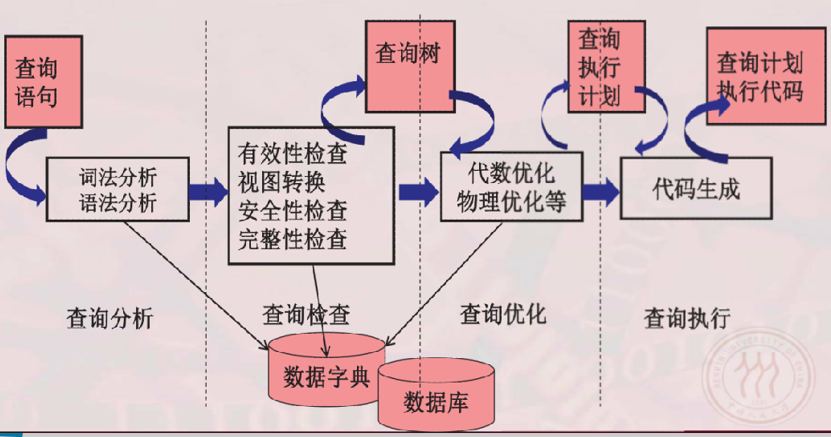 查询
语句
查询树
查询
执行
计划
查询计划
执行代码
词法分析
语法分析
有效性检查
视图转换
安全性检查
完整性检查
代数优化
物理优化等
代码生成
查询分析
查询检查
查询优化
查询执行
数据字典
数据库